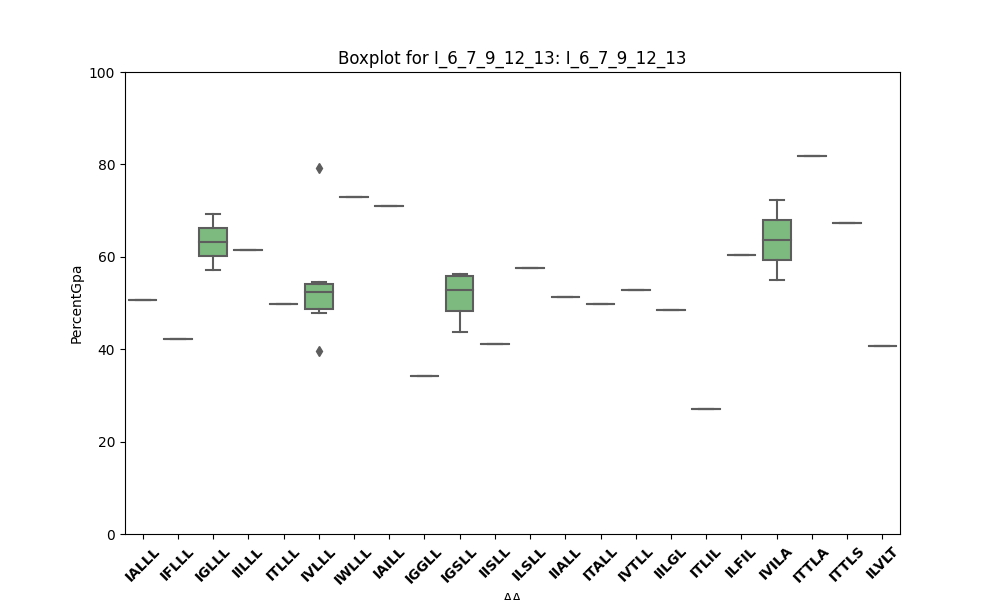 Boxplot for I_6_7_9_12_13: I_6_7_9_12_13
100
80
60
40
20
0
PercentGpa
IALLL IFLLL IGLLL IILLL ITLLL IVLLL IWLLL IAILL IGGLL IGSLL IISLL ILSLL IIALL ITALL IVTLL IILGL ITLIL ILFIL IVILA ITTLA ITTLS ILVLT
AA